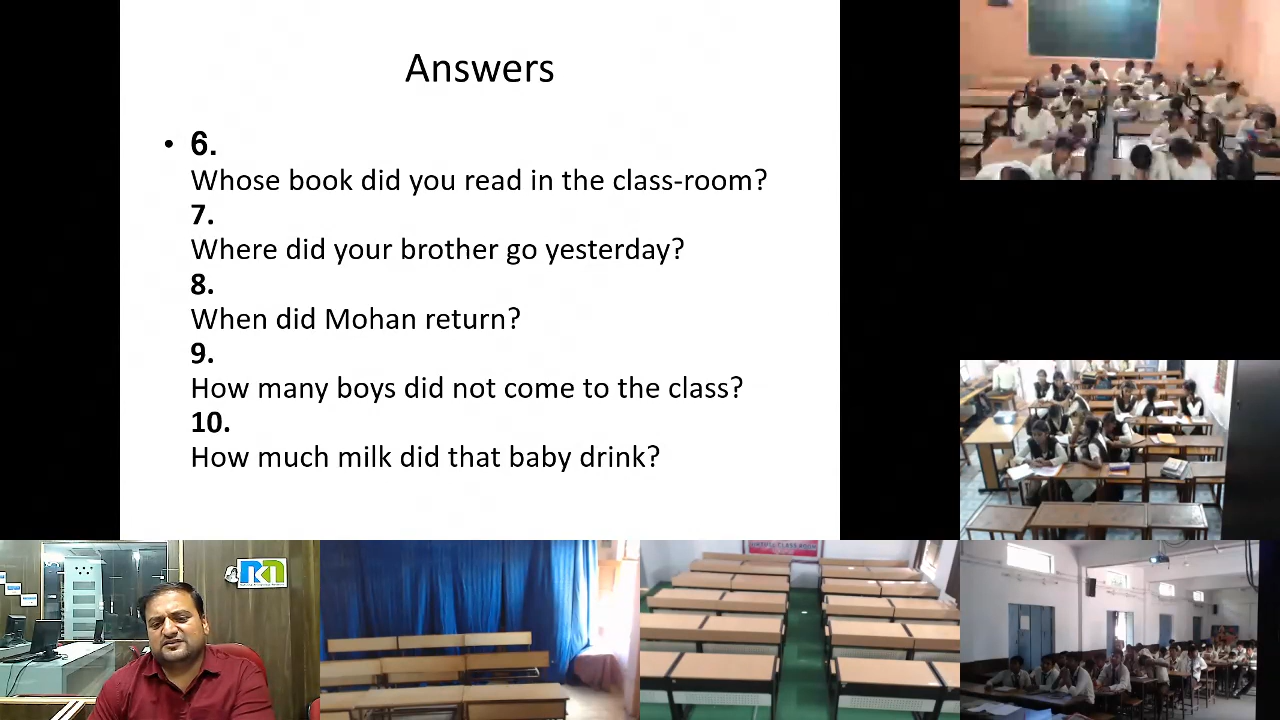 Answers
• 6.
Whose book did you read in the class-room?
7.
Where did your brother go yesterday?
8.
When did Mohan return?
9.
How many boys did not come to the class?
10.
How much milk did that baby drink?